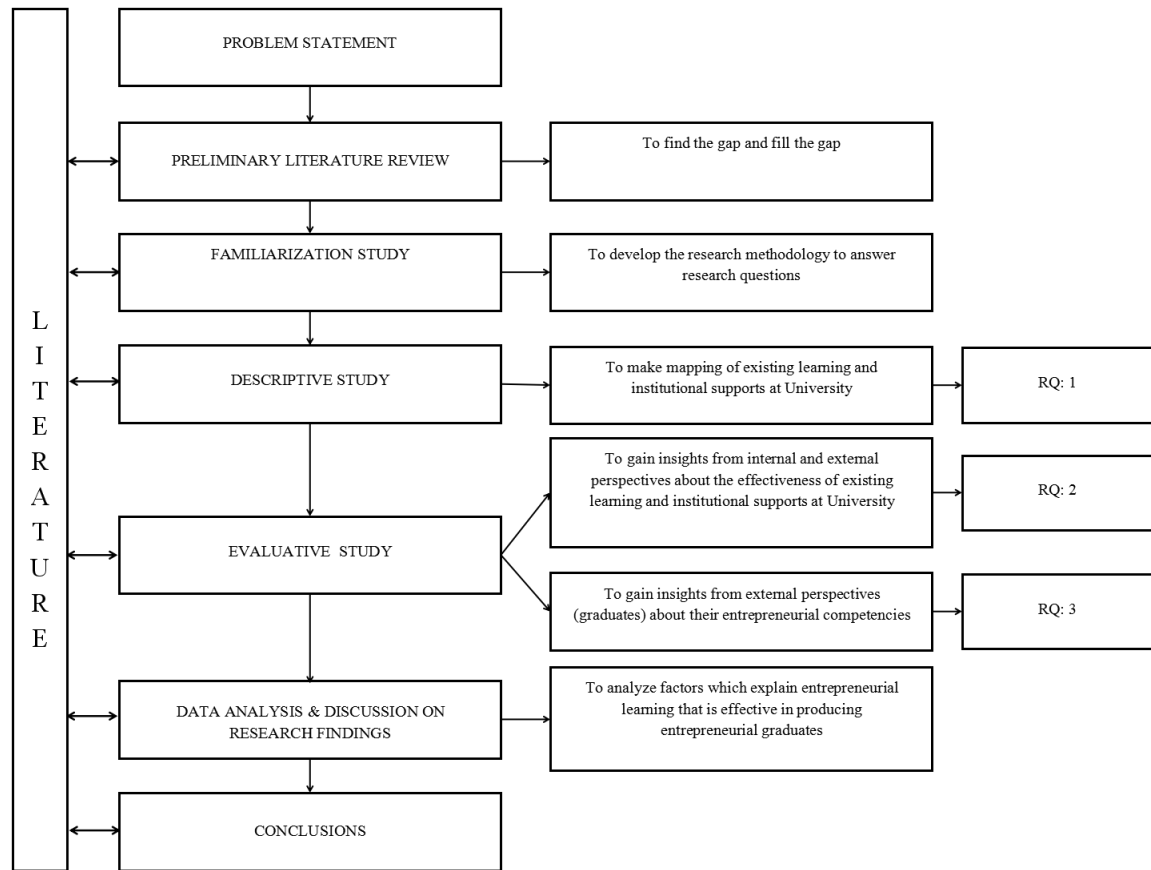 LITERATURE
PROBLEM STATEMENT
PRELIMINARY LITERATURE REVIEW
To find the gap and fill the gap
FAMILIARIZATION STUDY
To develop the research methodology to answer
research questions
DESCRIPTIVE STUDY
To make mapping of existing learning and
institutional supports at University
RQ: 1
EVALUATIVE STUDY
To gain insights from internal and external
perspectives about the effectiveness of existing
learning and institutional supports at University
RQ: 2
To gain insights from external perspectives
(graduates) about their entrepreneurial competencies
RQ: 3
DATA ANALYSIS & DISCUSSION ON
RESEARCH FINDINGS
To analyze factors which explain entrepreneurial
learning that is effective in producing
entrepreneurial graduates
CONCLUSIONS